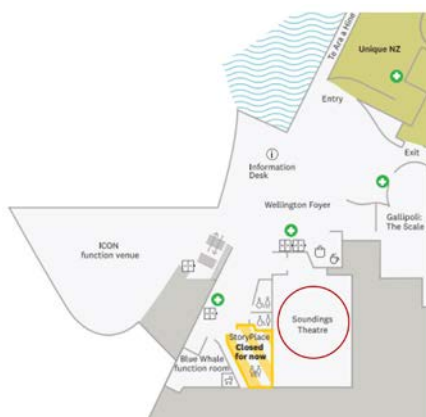 Te Ara a Hine
Unique NZ
Entry
Exit
Information
Desk
Wellington Foyer
Gallipoli:
The Scale
ICON
function venue
Soundings
Theatre
StoryPlace
Closed
for now
Blue Whale
function room